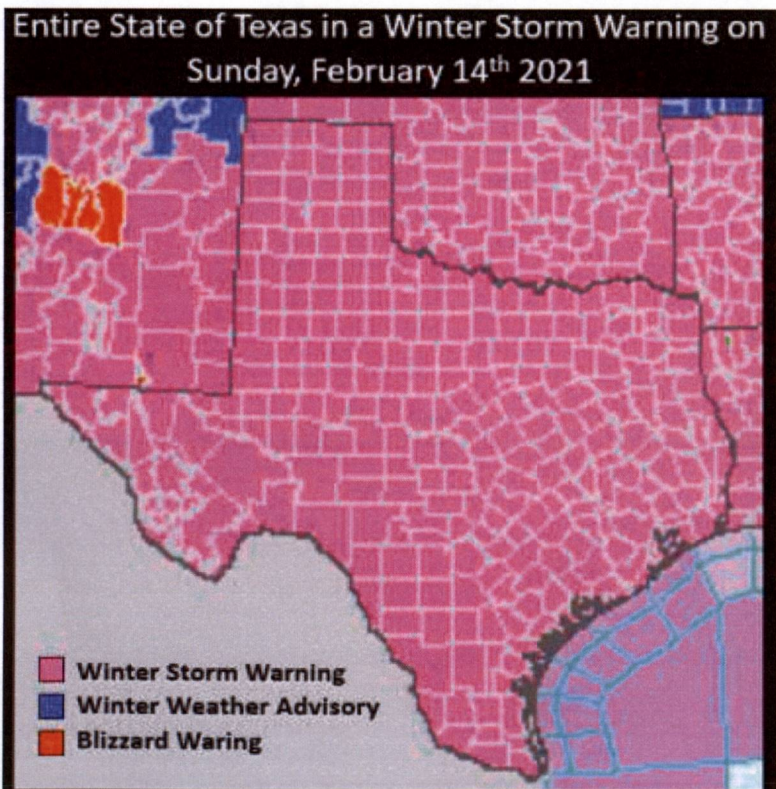 Entire State of Texas in a Winter Storm Warning on
Sunday, February 14th 2021
Winter Storm Warning
Winter Weather Advisory
Blizzard Waring